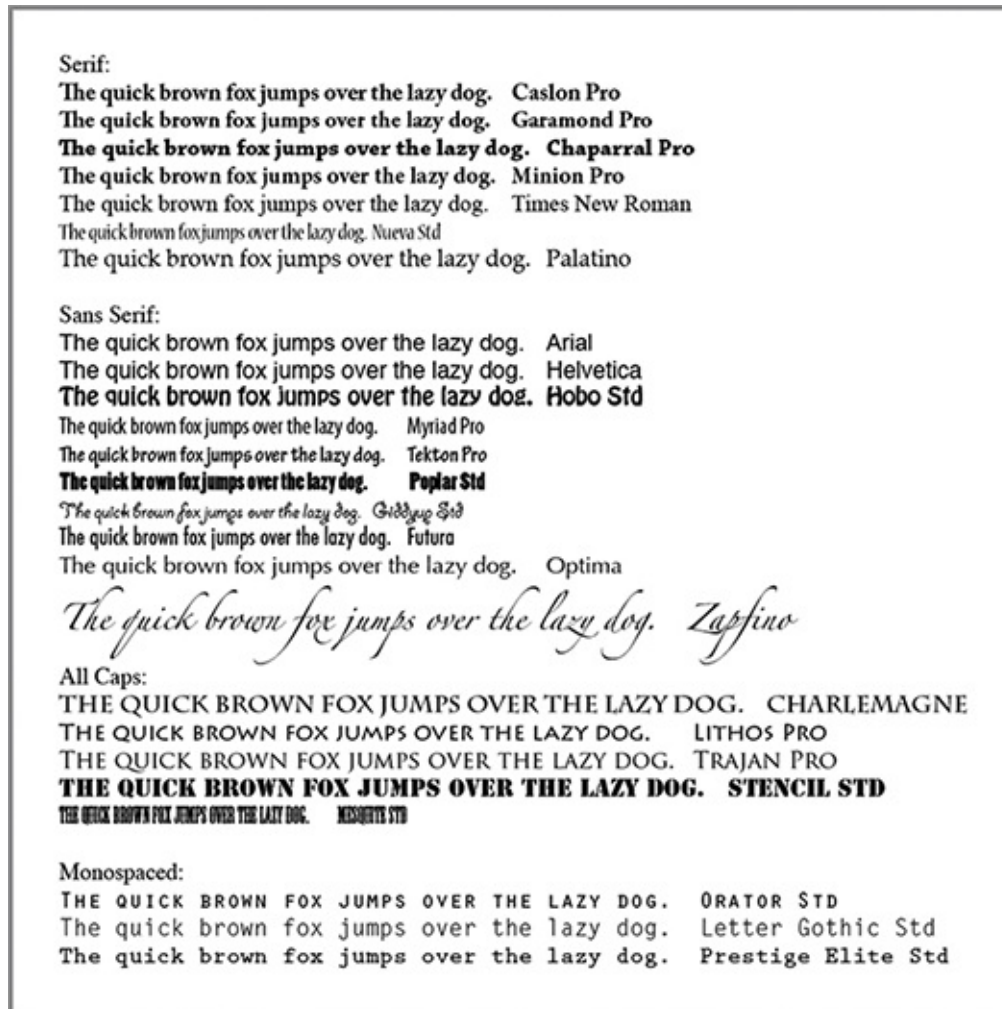 Serif:
The quick brown fox jumps over the lazy dog. Caslon Pro
The quick brown fox jumps over the lazy dog. Garamond Pro
The quick brown fox jumps over the lazy dog. Chaparral Pro
The quick brown fox jumps over the lazy dog. Minion Pro
The quick brown fox jumps over the lazy dog. Times New Roman
The quick brown fox jumps over the lazy dog. Nueva Std
The quick brown fox jumps over the lazy dog. Palatino
Sans Serif:
The quick brown fox jumps over the lazy dog. Arial
The quick brown fox jumps over the lazy dog. Helvetica
The quick brown fox jumps over the lazy dog. Hobo Std
The quick brown fox jumps over the lazy dog. Myriad Pro
The quick brown fox jumps over the lazy dog. Tekton Pro
The quick brown fox jumps over the lazy dog. Poplar Std
The quick brown fox jumps over the lazy dog. Giddyup Std
The quick brown fox jumps over the lazy dog. Futura
The quick brown fox jumps over the lazy dog. Optima
The quick brown fox jumps over the lazy dog. Zapfino
All Caps:
THE QUICK BROWN FOX JUMPS OVER THE LAZY DOG. CHARLEMAGNE
THE QUICK BROWN FOX JUMPS OVER THE LAZY DOG. LITHOS PRO
THE QUICK BROWN FOX JUMPS OVER THE LAZY DOG. TRAJAN PRO
THE QUICK BROWN FOX JUMPS OVER THE LAZY DOG. STENCIL STD
THE QUICK BROWN FOX JUMPS OVER THE LAZY DOG. MESQUITE STD
Monospaced:
THE QUICK BROWN FOX JUMPS OVER THE LAZY DOG. ORATOR STD
The quick brown fox jumps over the lazy dog. Letter Gothic Std
The quick brown fox jumps over the lazy dog. Prestige Elite Std